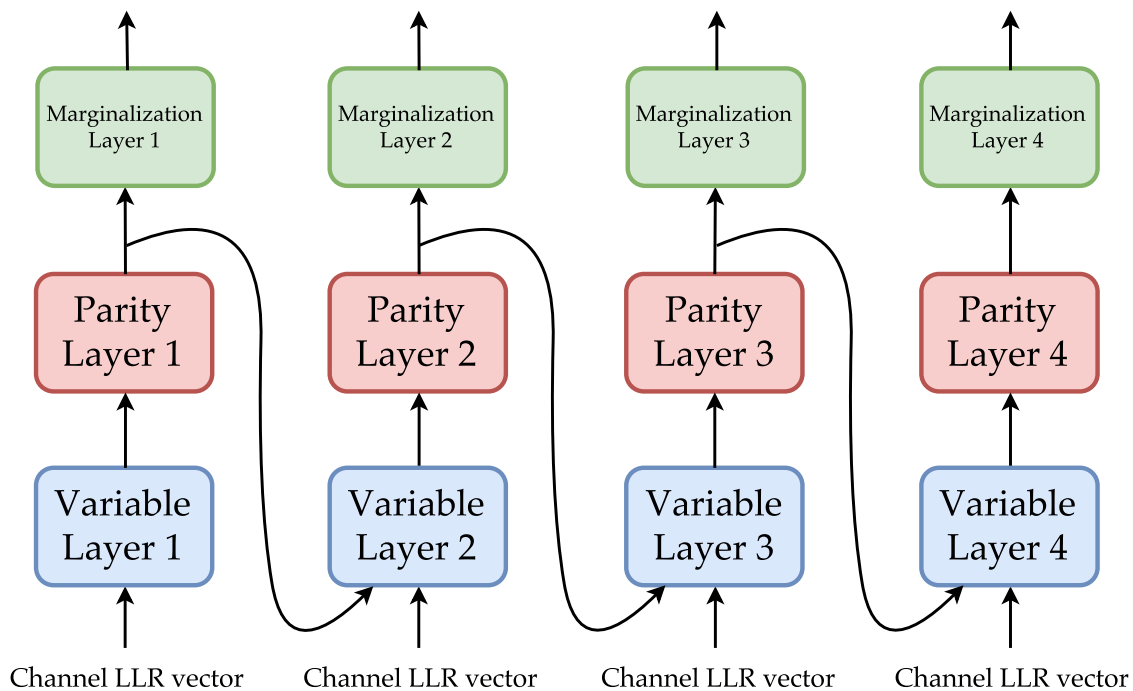 Marginalization
Layer 1
Marginalization
Layer 2
Marginalization
Layer 3
Marginalization
Layer 4
Parity
Layer 1
Parity
Layer 2
Parity
Layer 3
Parity
Layer 4
Variable
Layer 1
Variable
Layer 2
Variable
Layer 3
Variable
Layer 4
Channel LLR vector
Channel LLR vector
Channel LLR vector
Channel LLR vector